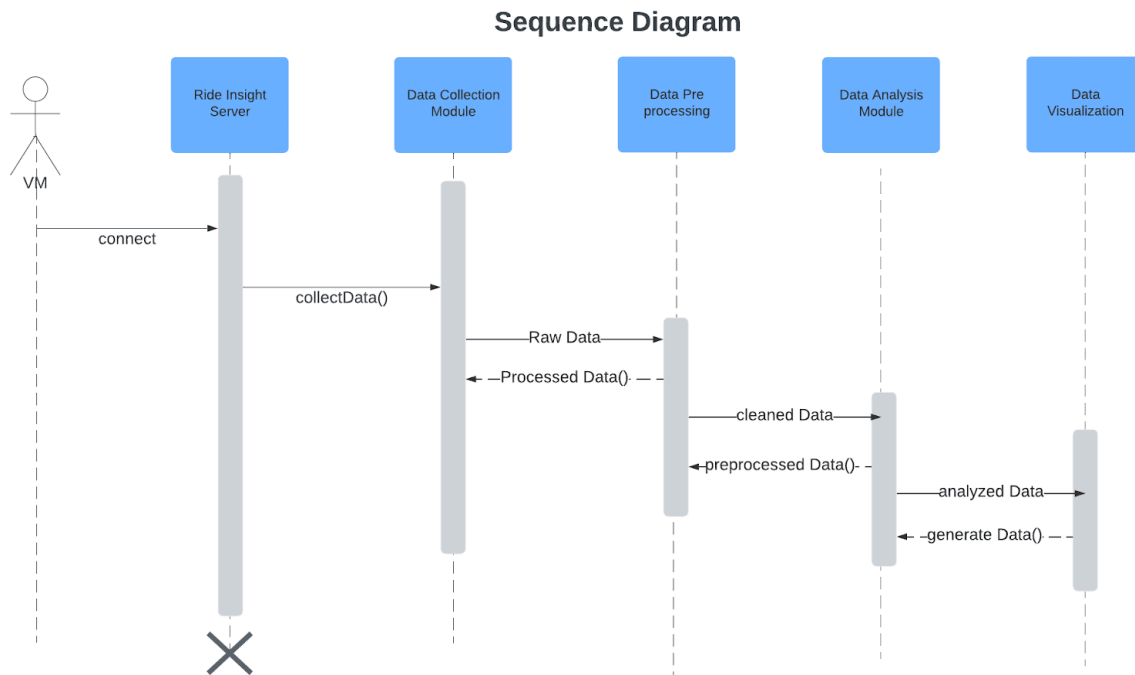 Sequence Diagram
Ride Insight
Server
Data Collection
Module
Data Pre
processing
Data Analysis
Module
Data
Visualization
VM
connect
collectData()
Raw Data
Processed Data()
cleaned Data
preprocessed Data()
analyzed Data
generate Data()